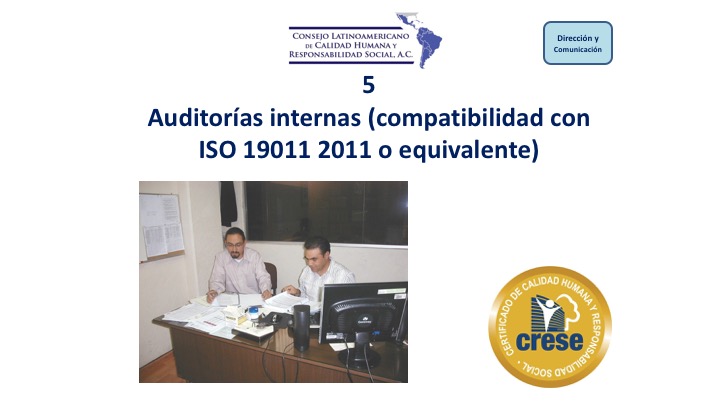 CONSEJO LATINOAMERICANO
DE CALIDAD HUMANA Y
RESPONSABILIDAD SOCIAL, A.C.
Dirección y
Comunicación
5
Auditorías internas (compatibilidad con
ISO 19011 2011 o equivalente)
CERTIFICADO DE CALIDAD HUMANA Y RESPONSABILIDAD SOCIAL
crese